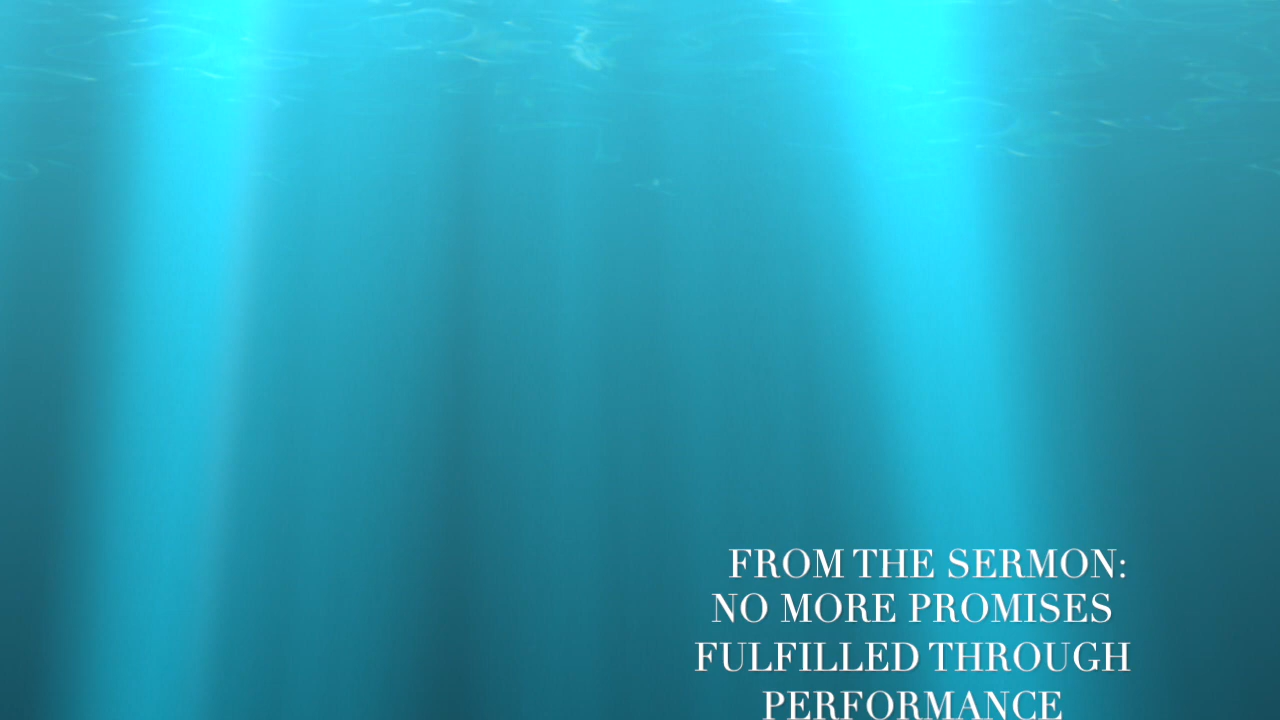 FROM THE SERMON:
NO MORE PROMISES
FULFILLED THROUGH
PERFORMANCE